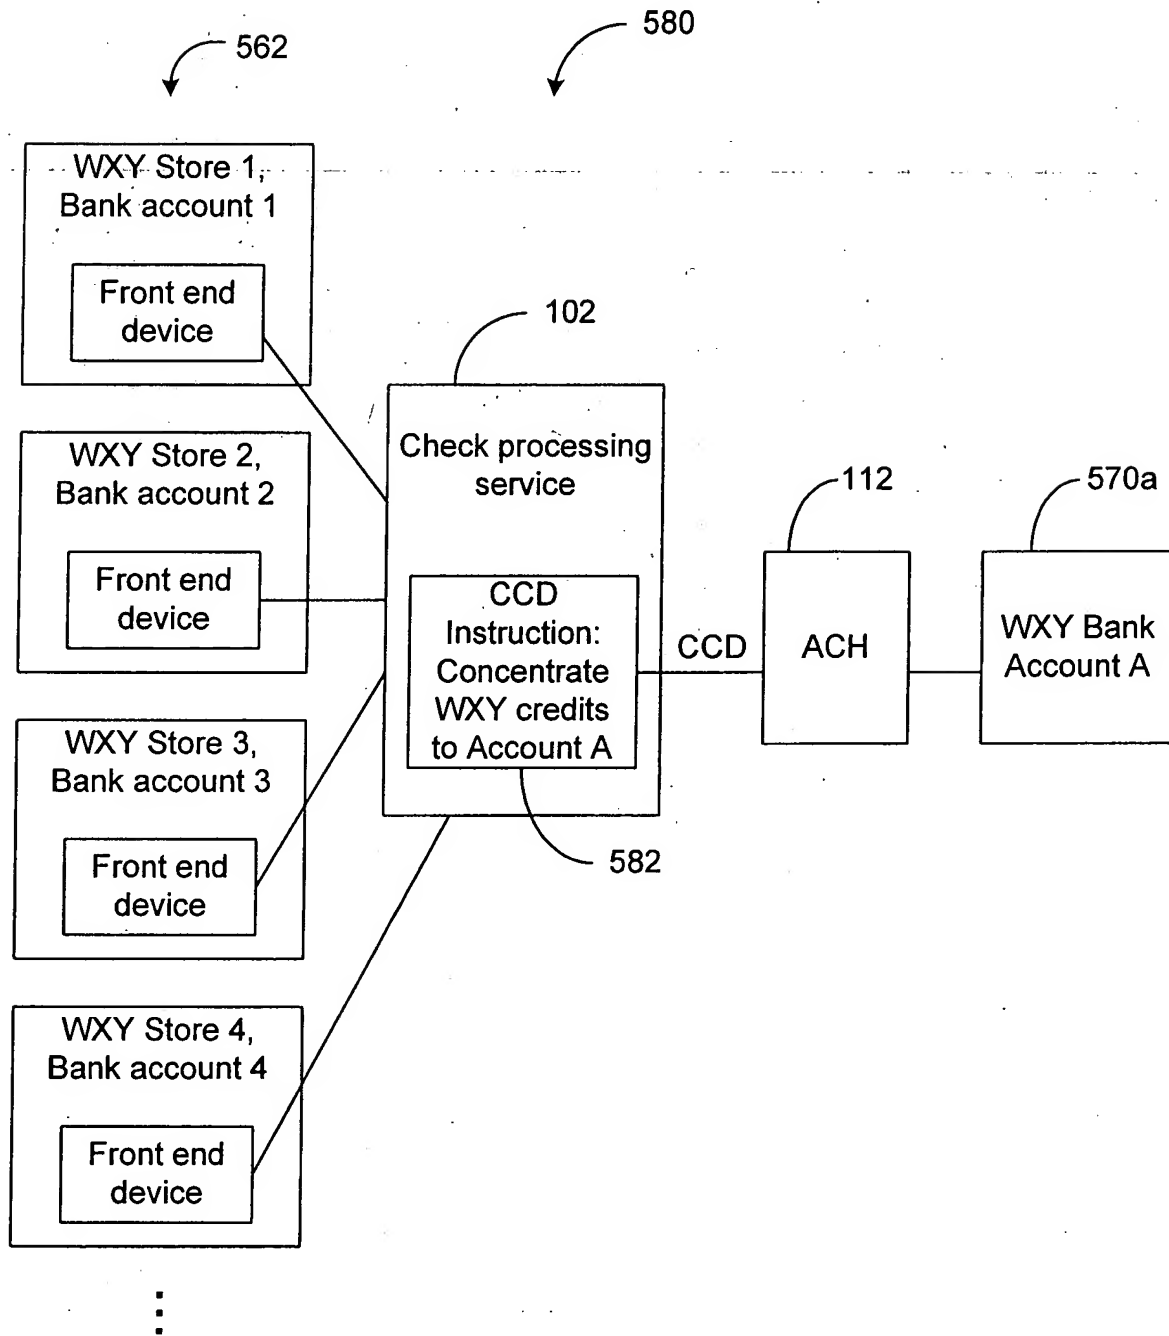 562
580
WXY Store 1,
Bank account 1
Front end
device
102
Check processing
service
WXY Store 2,
Bank account 2
Front end
device
CCD
Instruction:
Concentrate
WXY credits
to Account A
582
CCD
112
ACH
570a
WXY Bank
Account A
WXY Store 3,
Bank account 3
Front end
device
WXY Store 4,
Bank account 4
Front end
device